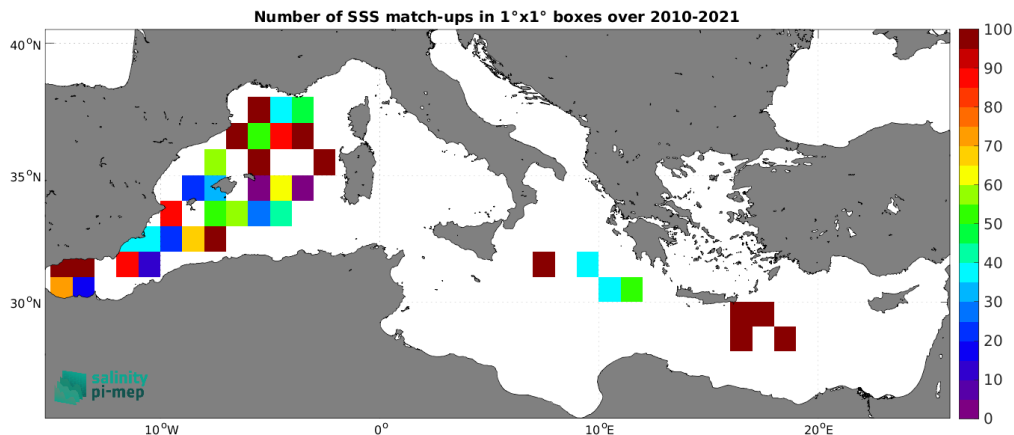 Number of SSS match-ups in 1°x1° boxes over 2010-2021
40°N
35°N
30°N
10°W
0°
10°E
20°E
100
90
80
70
60
50
40
30
20
10
0
salinity
pi-mep